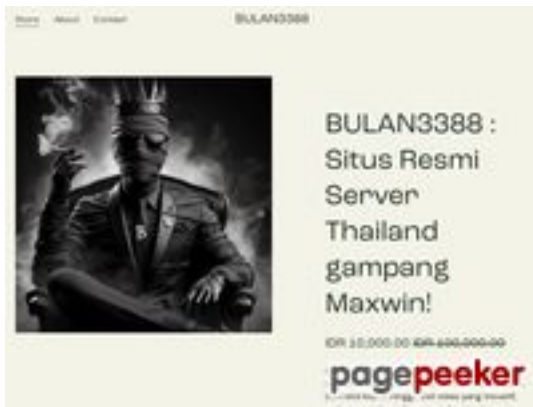 Store About Contact
BULAN3388
BULAN3388 :
Situs Resmi
Server
Thailand
gampang
Maxwin!
IDR 10,000.00 IDR 100,000.00
pagepeeker